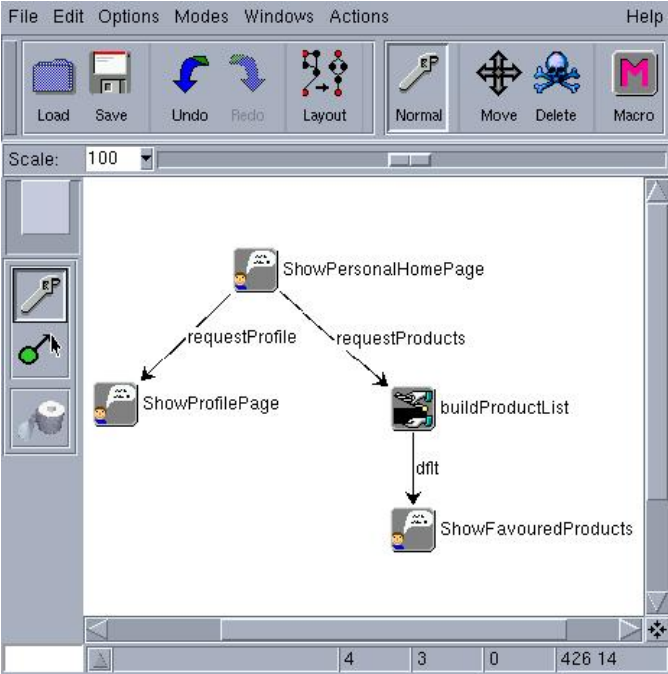 File Edit Options Modes Windows Actions Help
Load Save Undo Redo Layout Normal Move Delete Macro
Scale: 100
ShowPersonalHomePage
requestProfile requestProducts
ShowProfilePage
buildProductList
dflt
ShowFavouredProducts
4 3 0 426 14